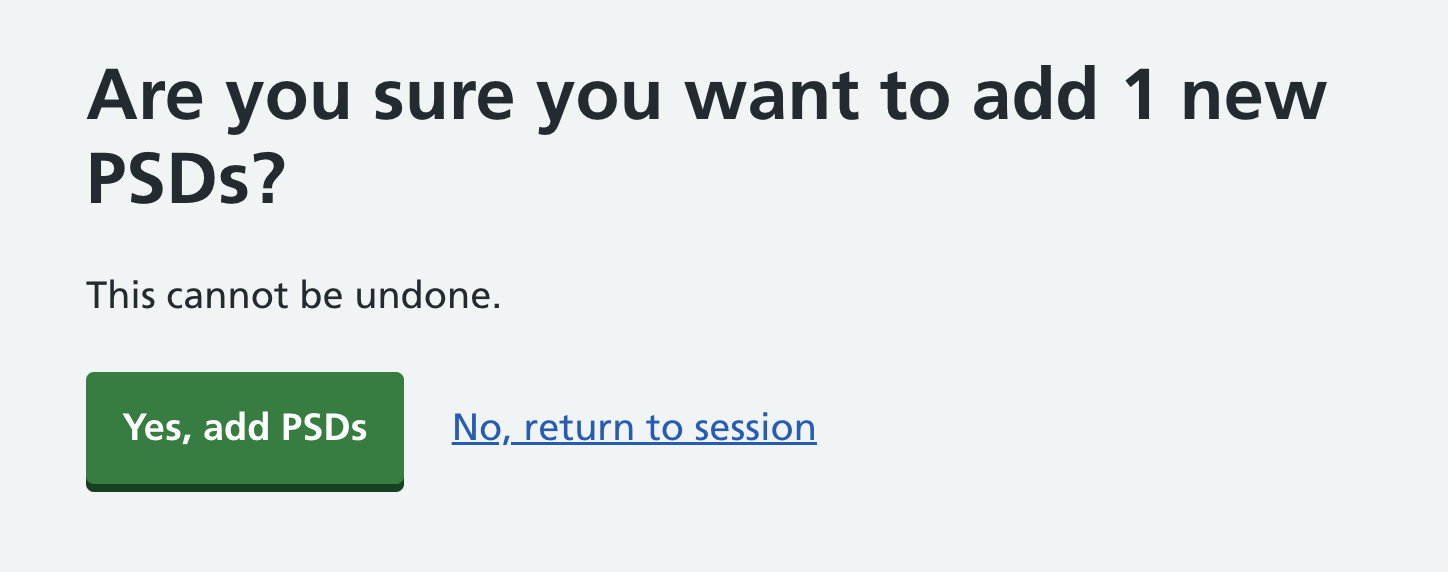 Are you sure you want to add 1 new
PSDs?
This cannot be undone.
Yes, add PSDs
No, return to session